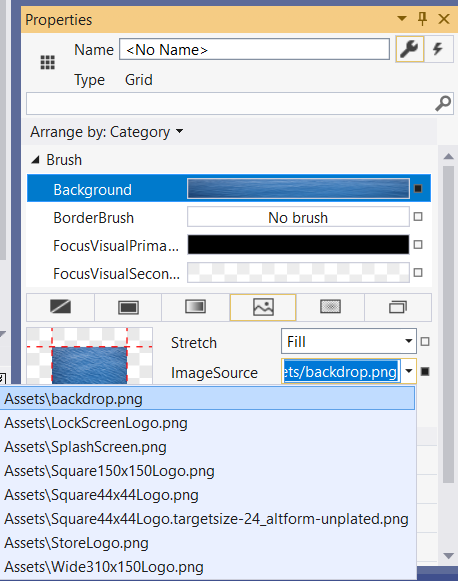 Properties
Name <No Name>
Type Grid
Arrange by: Category
Brush
Background
BorderBrush No brush
FocusVisualPrima...
FocusVisualSecon...
Stretch Fill
ImageSource ets/backdrop.png
Assets\backdrop.png
Assets\LockScreenLogo.png
Assets\SplashScreen.png
Assets\Square150x150Logo.png
Assets\Square44x44Logo.png
Assets\Square44x44Logo.targetsize-24_altform-unplated.png
Assets\StoreLogo.png
Assets\Wide310x150Logo.png